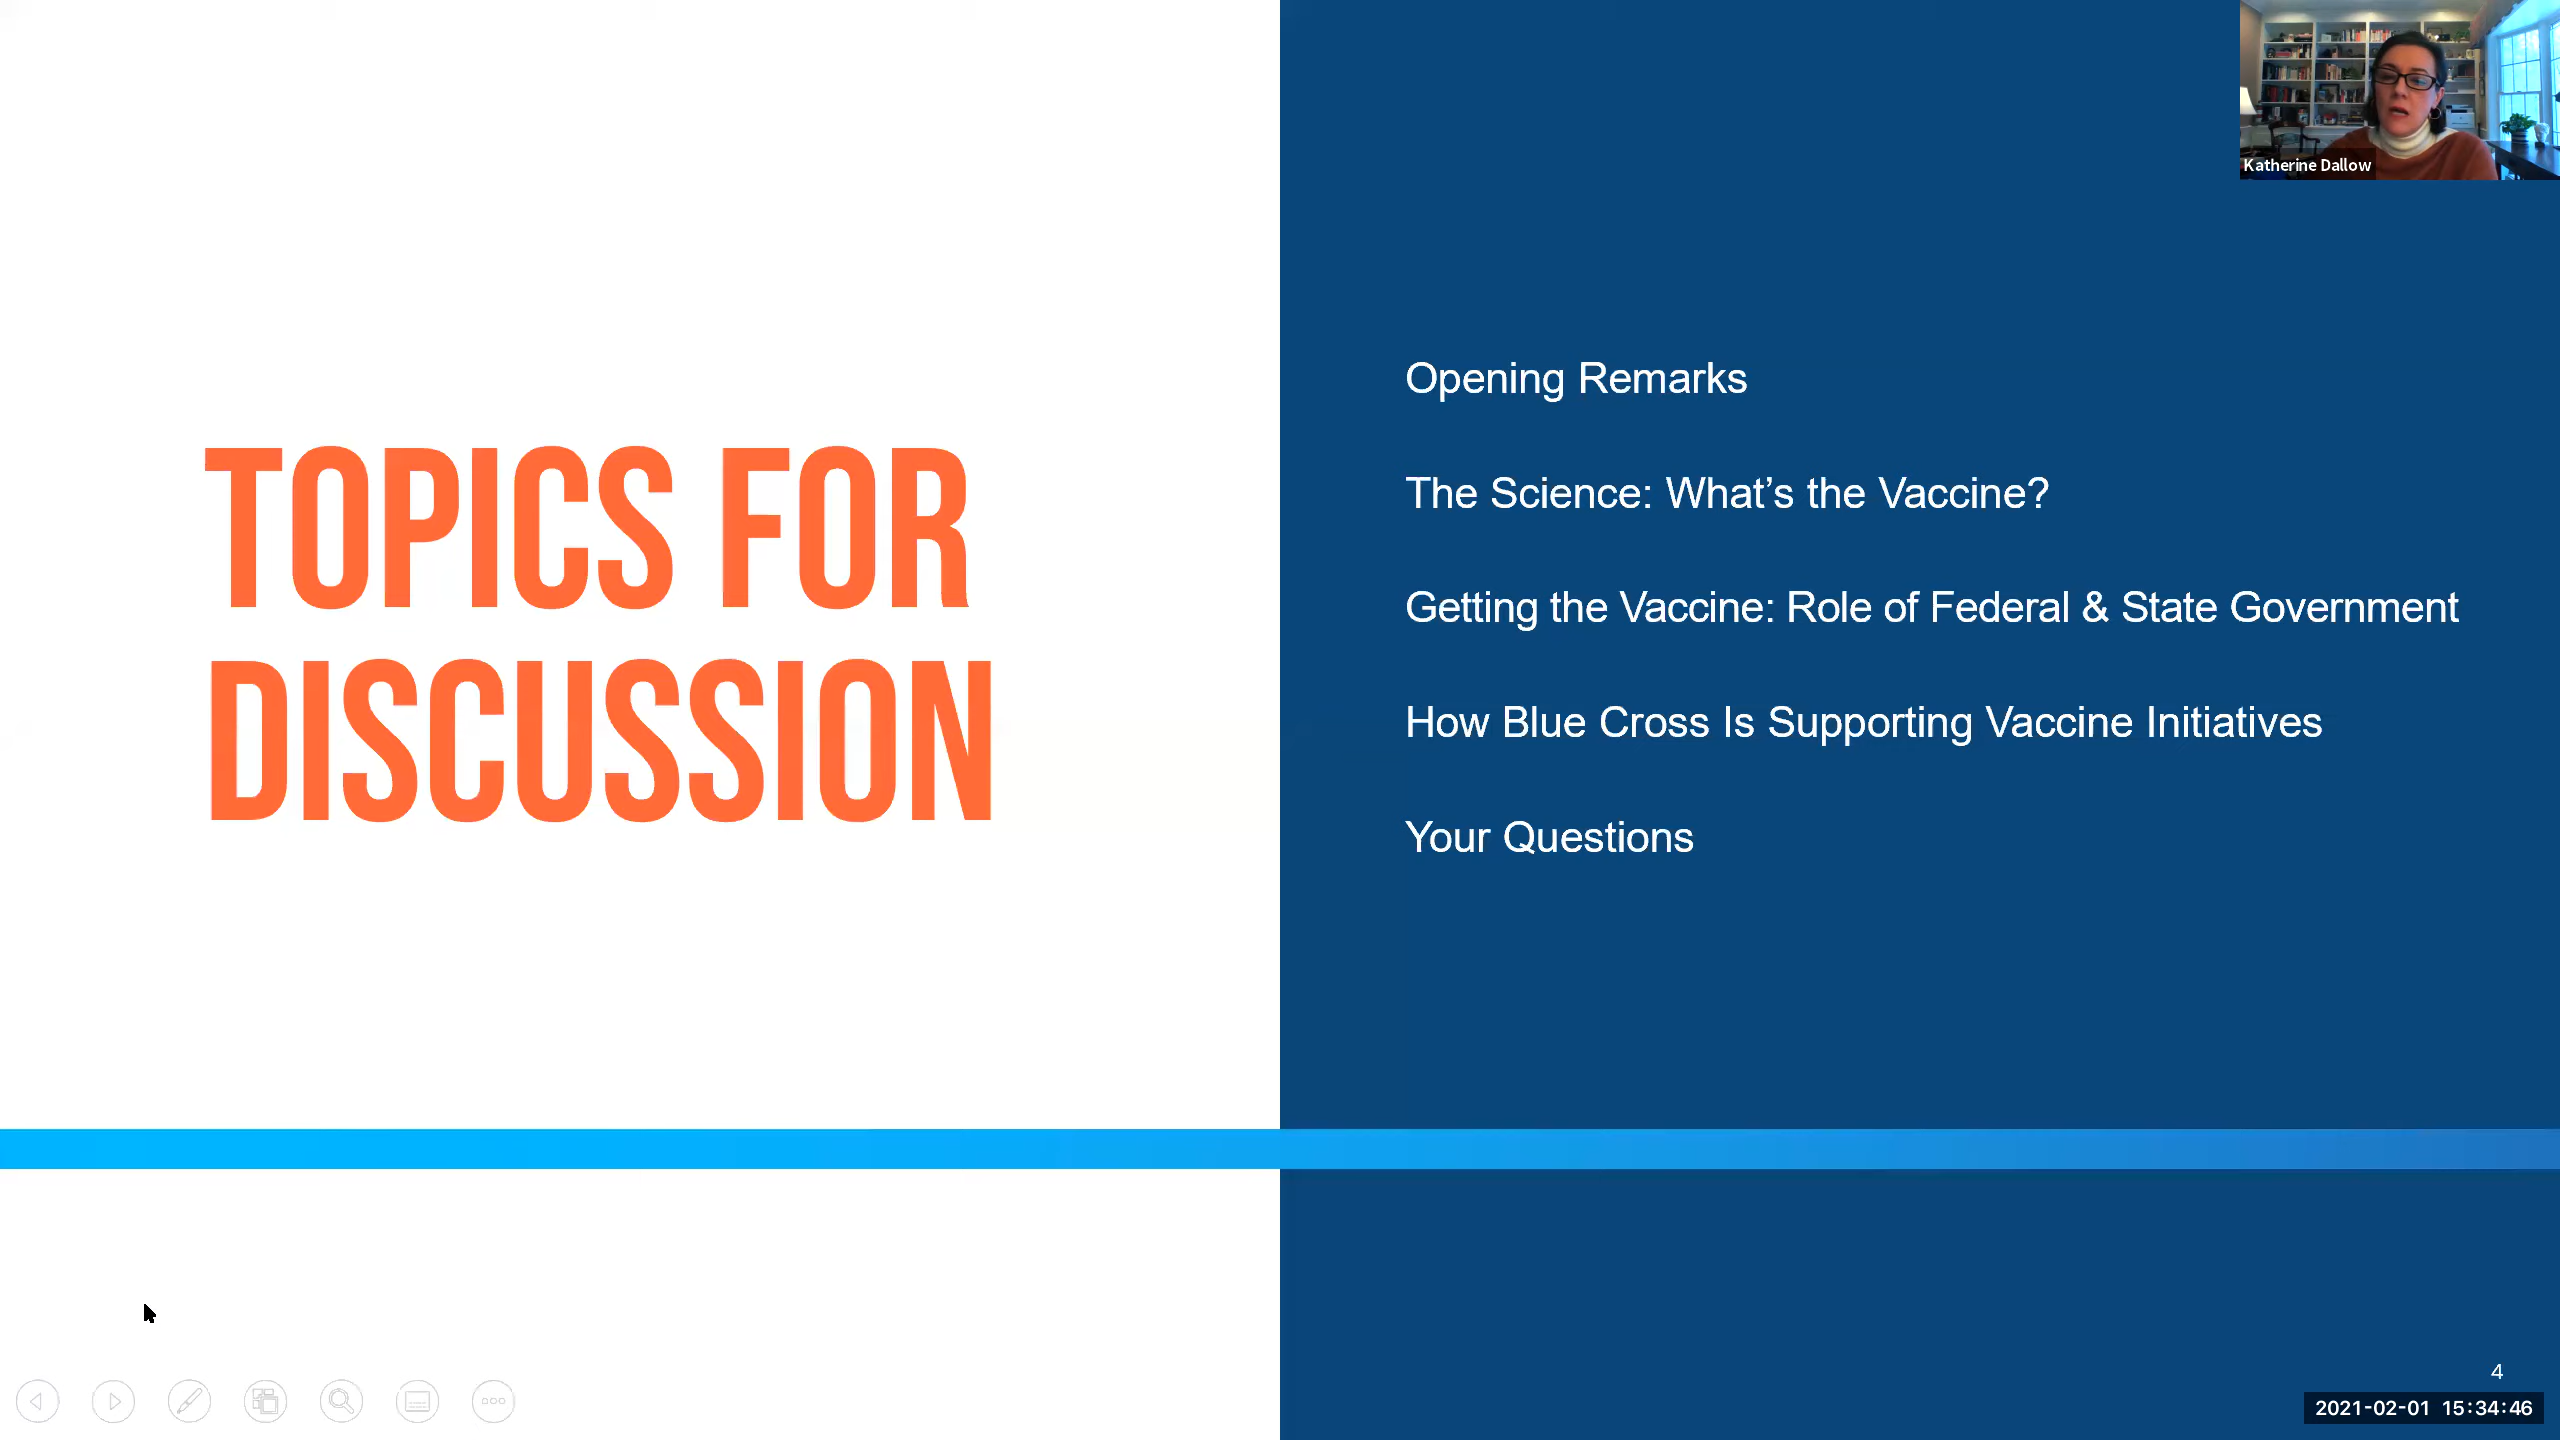 Katherine Dallow
TOPICS FOR
DISCUSSION
Opening Remarks
The Science: What’s the Vaccine?
Getting the Vaccine: Role of Federal & State Government
How Blue Cross Is Supporting Vaccine Initiatives
Your Questions
4
2021-02-01 15:34:46